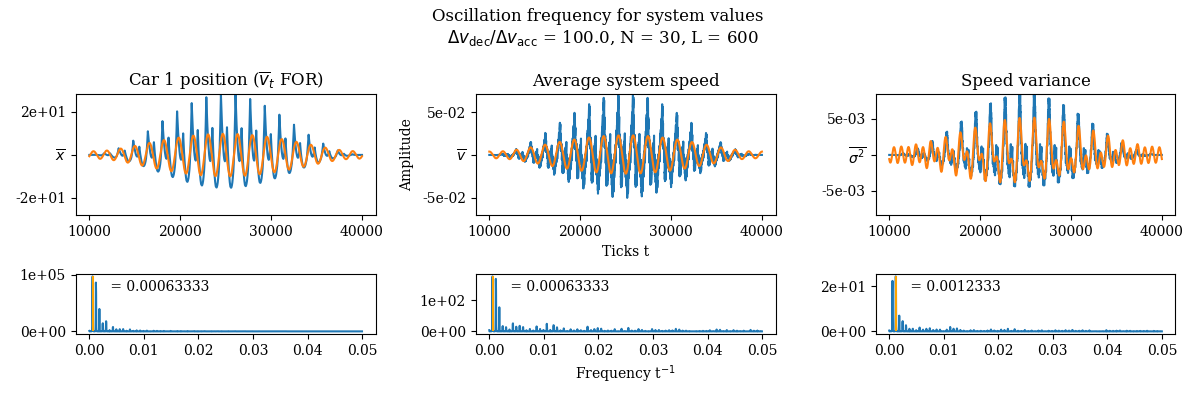 Oscillation frequency for system values
Δv_dec/Δv_acc = 100.0, N = 30, L = 600
Car 1 position (v̅_t FOR)
Average system speed
Speed variance
2e+01
x̅
-2e+01
10000 20000 30000 40000
Amplitude
5e-02
v̅
-5e-02
10000 20000 30000 40000
Ticks t
5e-03
σ²̅
-5e-03
10000 20000 30000 40000
1e+05
0e+00
= 0.00063333
0.00 0.01 0.02 0.03 0.04 0.05
1e+02
0e+00
= 0.00063333
0.00 0.01 0.02 0.03 0.04 0.05
Frequency t⁻¹
2e+01
0e+00
= 0.0012333
0.00 0.01 0.02 0.03 0.04 0.05